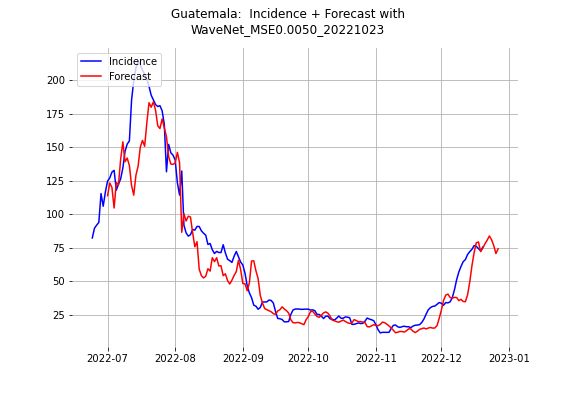 Guatemala:  Incidence + Forecast with
WaveNet_MSE0.0050_20221023
Incidence
Forecast
200
175
150
125
100
75
50
25
2022-07 2022-08 2022-09 2022-10 2022-11 2022-12 2023-01